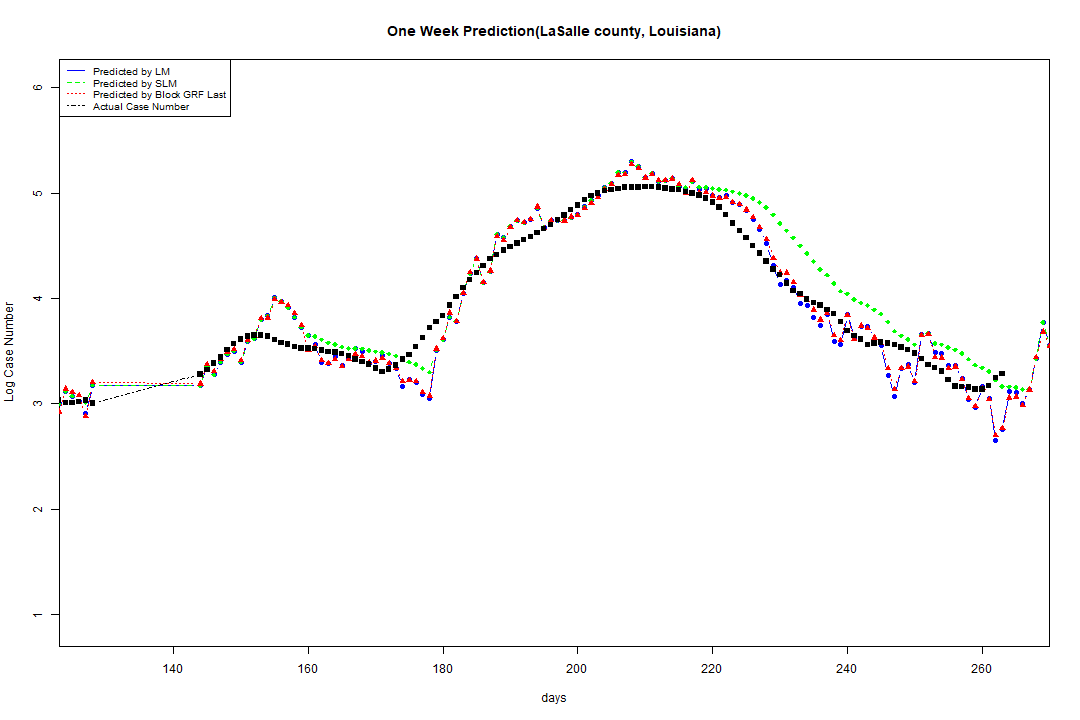 One Week Prediction(LaSalle county, Louisiana)
Predicted by LM
Predicted by SLM
Predicted by Block GRF Last
Actual Case Number
6
5
4
3
2
1
Log Case Number
140 160 180 200 220 240 260
days